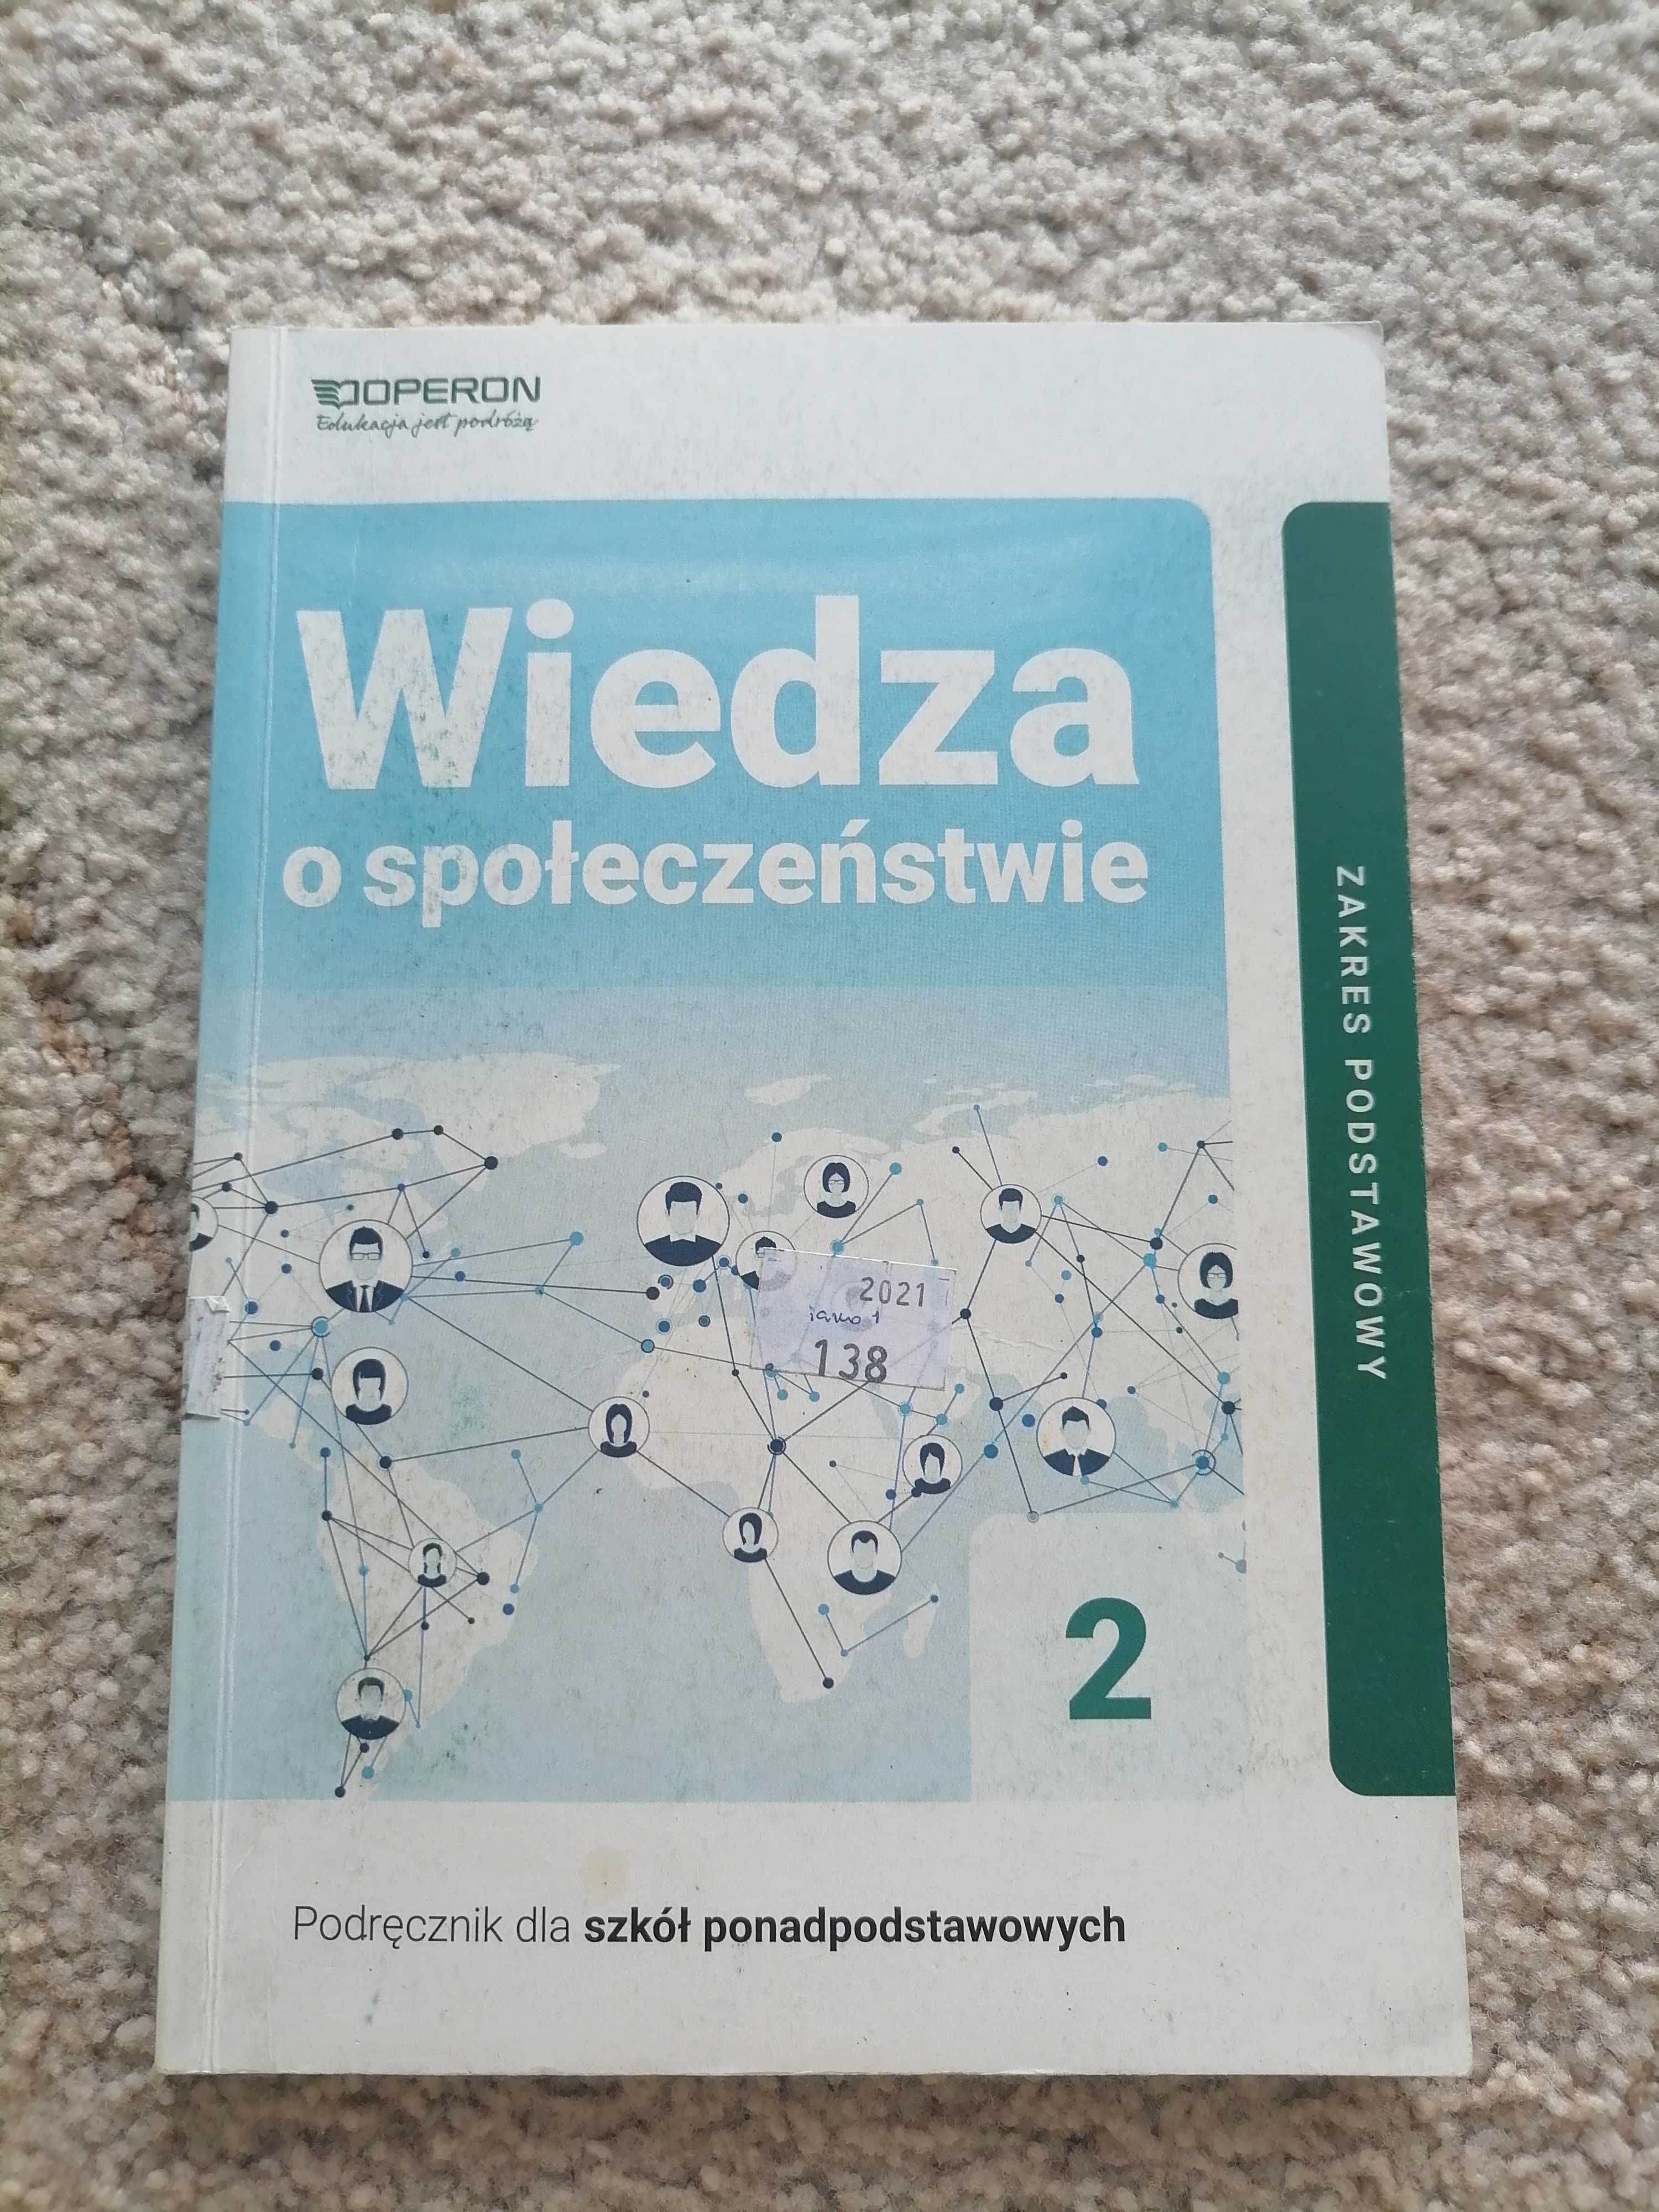 OPERON
Edukacja jest podróżą
Wiedza
o społeczeństwie
ZAKRES PODSTAWOWY
2021
138
2
Podręcznik dla szkół ponadpodstawowych